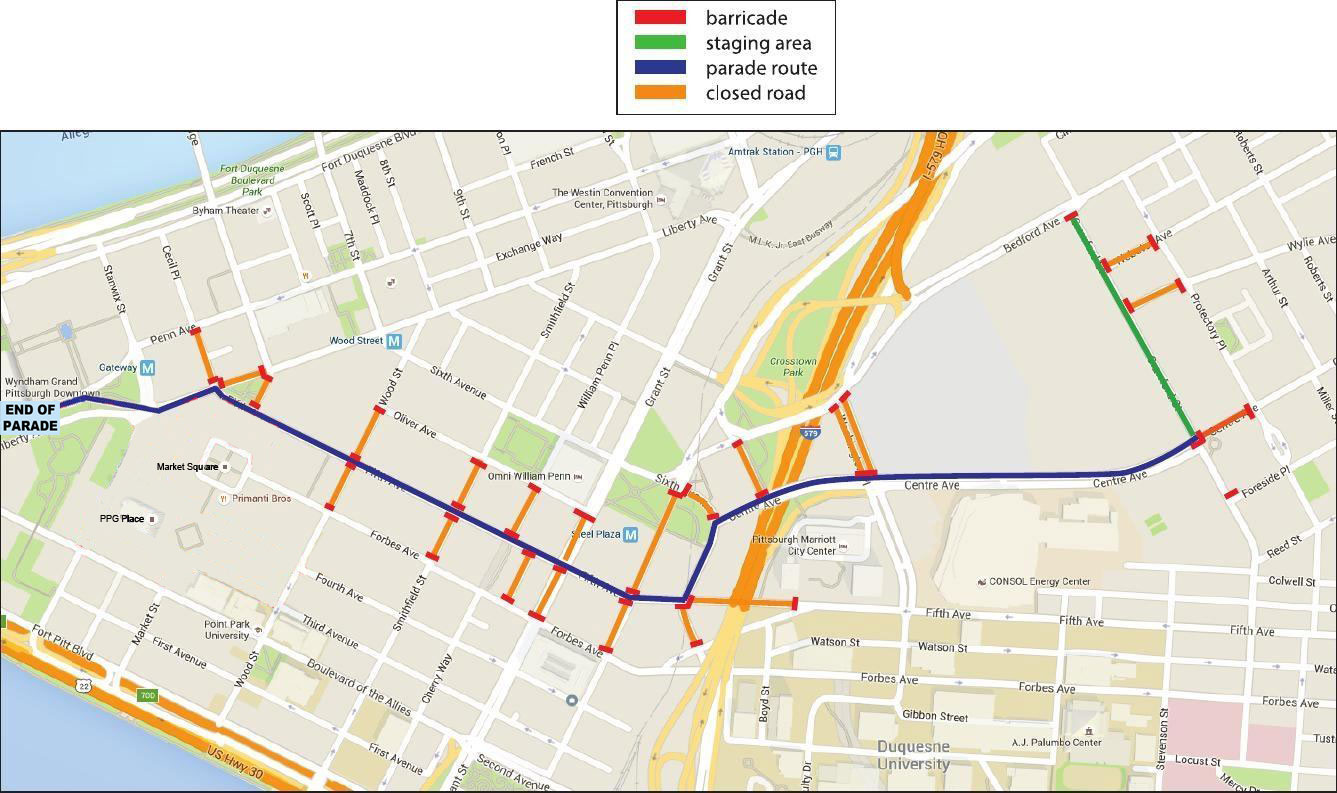 barricade
staging area
parade route
closed road
Fort Duquesne
Boulevard
Park
Fort Duquesne Blvd
French St
Amtrak Station - PGH
Roberts St
Byham Theater
Scott Pl
Maddock Pl
8th St
9th St
7th St
The Westin Convention
Center, Pittsburgh
Liberty Ave
Exchange Way
Grant St
M.L.K. Jr. East Busway
I-579 HO
Bedford Ave
Wylie Ave
Roberts St
Arthur St
Protectory Pl
Stanwix St
Cecil Pl
Penn Ave
Gateway M
Wood Street M
Smithfield St
William Penn Pl
Grant St
Crosstown
Park
Wyndham Grand
Pittsburgh Downtown
END OF
PARADE
Wood St
Sixth Avenue
Oliver Ave
579
Centre Ave
Market Square
Omni William Penn
Sixth
Centre Ave
Centre Ave
Centre Ave
Foreside Pl
Primanti Bros
PPG Place
Steel Plaza M
Pittsburgh Marriott
City Center
Reed St
Forbes Ave
CONSOL Energy Center
Colwell St
Fourth Ave
Smithfield St
Fifth Ave
Fifth Ave
Fifth Ave
Market St
Point Park
University
Third Avenue
Forbes Ave
Watson St
Watson St
Fort Pitt Blvd
First Avenue
Wood St
Boulevard of the Allies
Cherry Way
Forbes Ave
Forbes Ave
Forbes Ave
22
Boyd St
Gibbon Street
A.J. Palumbo Center
Stevenson St
US Hwy 30
First Avenue
Second Avenue
Duquesne
University
Locust St